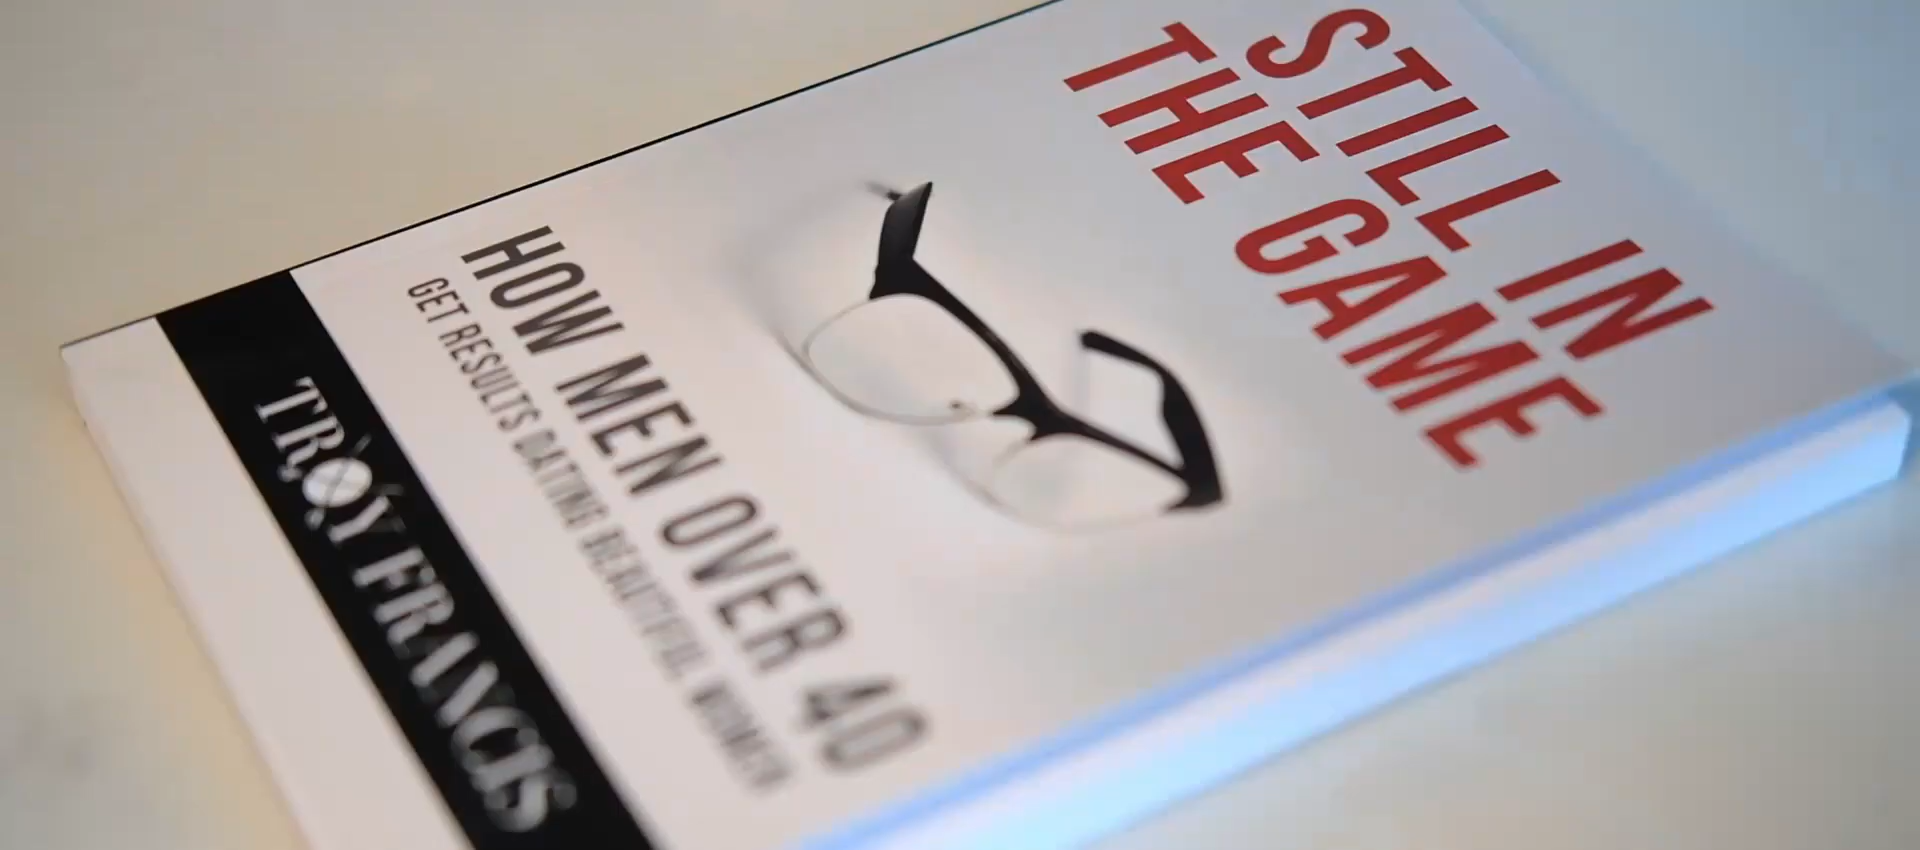 STILL IN
THE GAME
HOW MEN OVER 40
GET RESULTS DATING BEAUTIFUL WOMEN
TROY FRANCIS